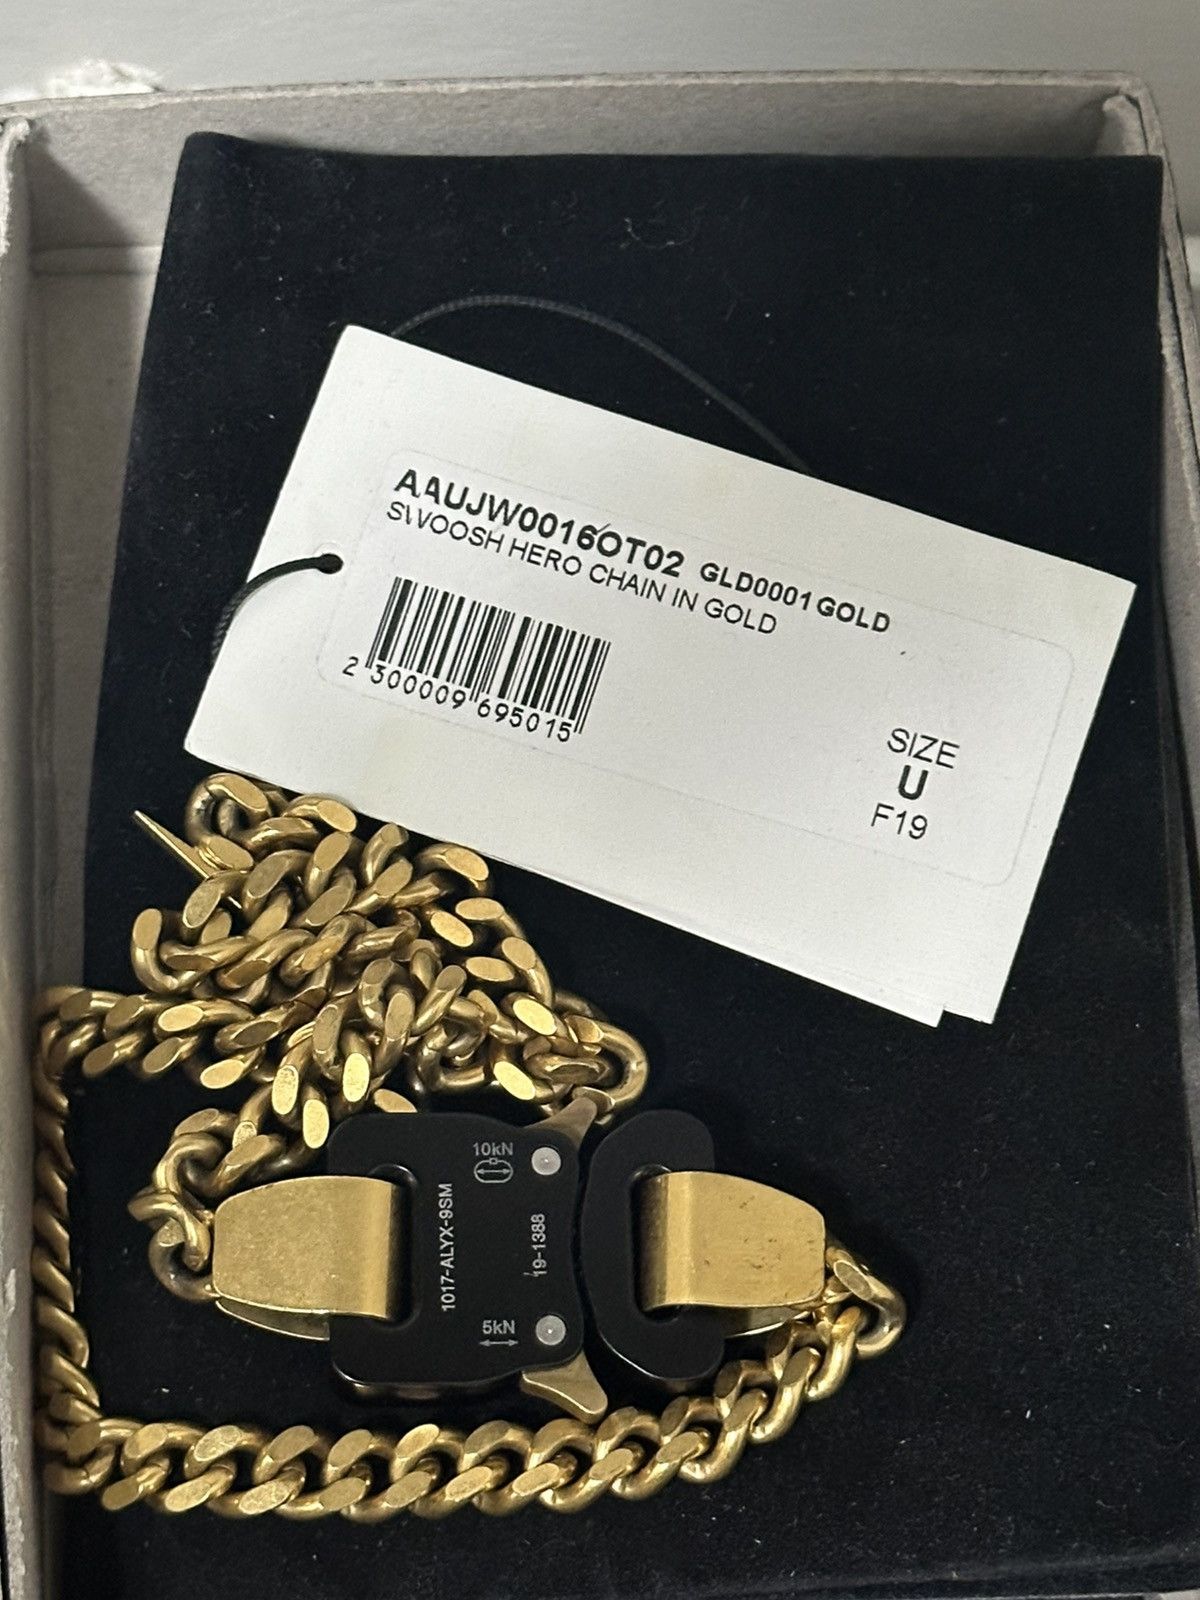 AAUJW0016OT02 GLD0001 GOLD
SWOOSH HERO CHAIN IN GOLD
2 300009 695015
SIZE
U
F19
10kN
1017-ALYX-9SM
19-1388
5kN